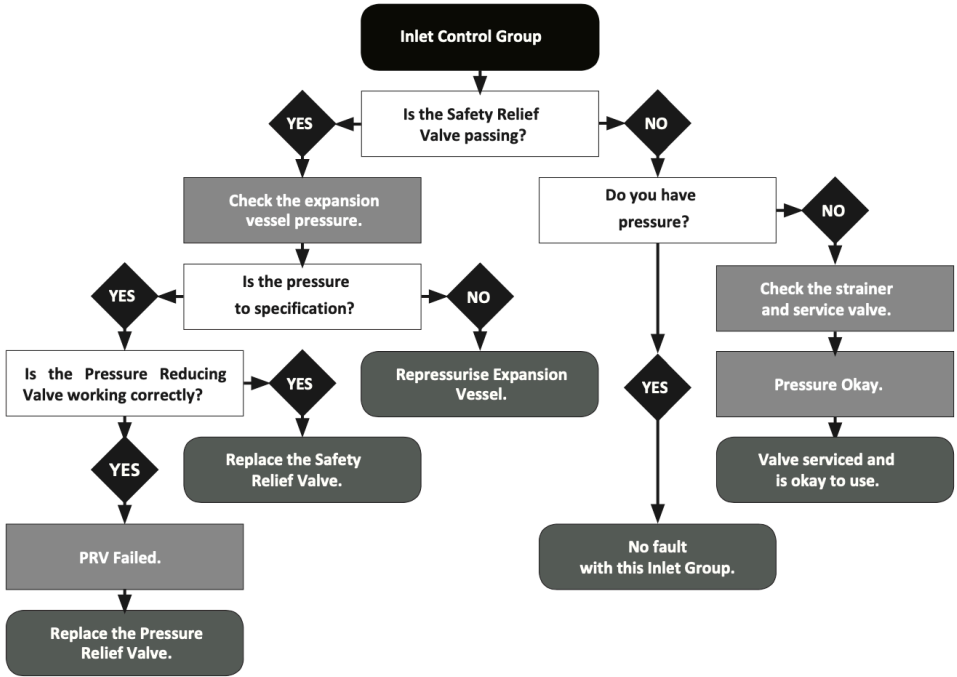 Inlet Control Group
Is the Safety Relief
Valve passing?
YES
NO
Check the expansion
vessel pressure.
Do you have
pressure?
NO
Is the pressure
to specification?
YES
NO
Check the strainer
and service valve.
Is the Pressure Reducing
Valve working correctly?
YES
Repressurise Expansion
Vessel.
YES
Pressure Okay.
YES
Replace the Safety
Relief Valve.
Valve serviced and
is okay to use.
PRV Failed.
No fault
with this Inlet Group.
Replace the Pressure
Relief Valve.